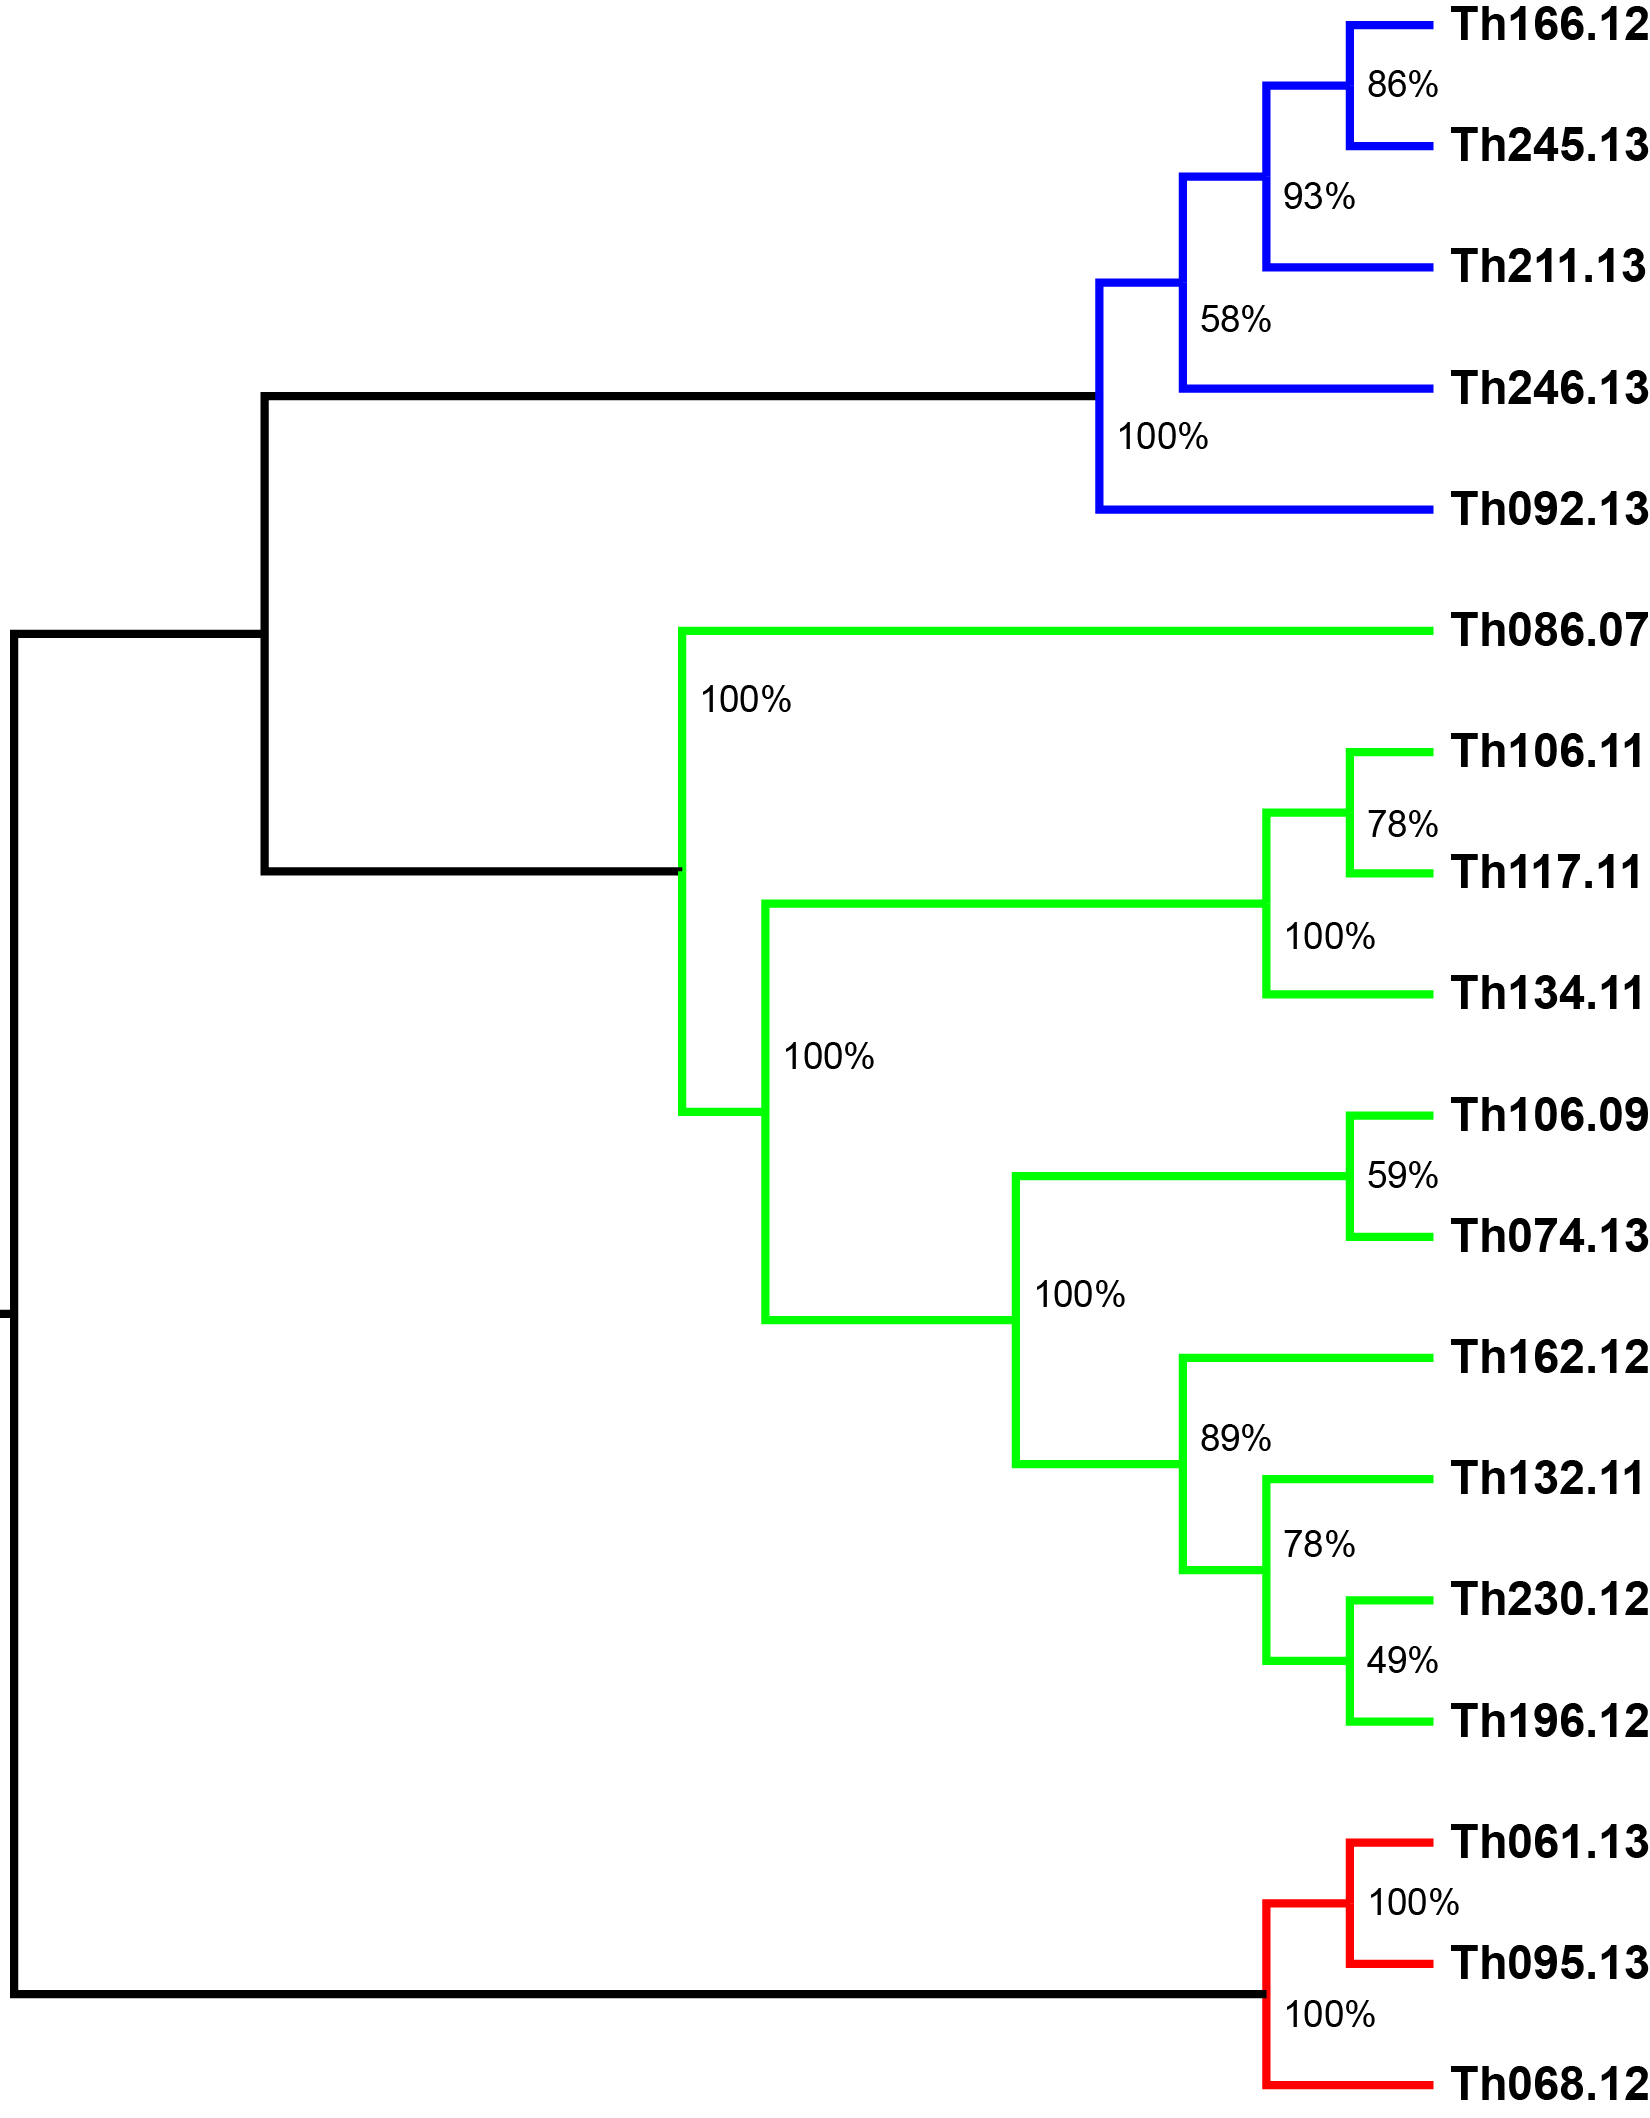 Th166.12
86%
Th245.13
93%
Th211.13
58%
Th246.13
100%
Th092.13
Th086.07
100%
Th106.11
78%
Th117.11
100%
Th134.11
100%
Th106.09
59%
Th074.13
100%
Th162.12
89%
Th132.11
78%
Th230.12
49%
Th196.12
Th061.13
100%
Th095.13
100%
Th068.12